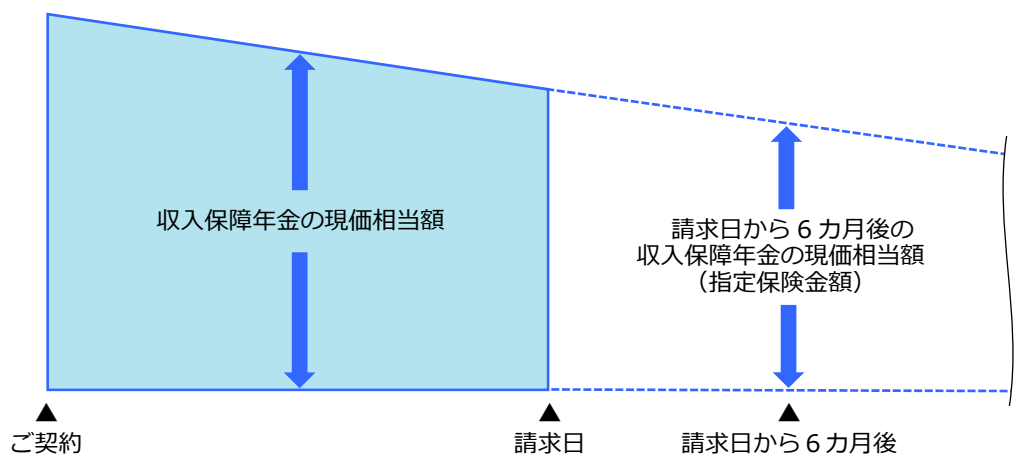 収入保障年金の現価相当額
請求日から６カ月後の
収入保障年金の現価相当額
（指定保険金額）
▲
▲
▲
ご契約
請求日
請求日から６カ月後